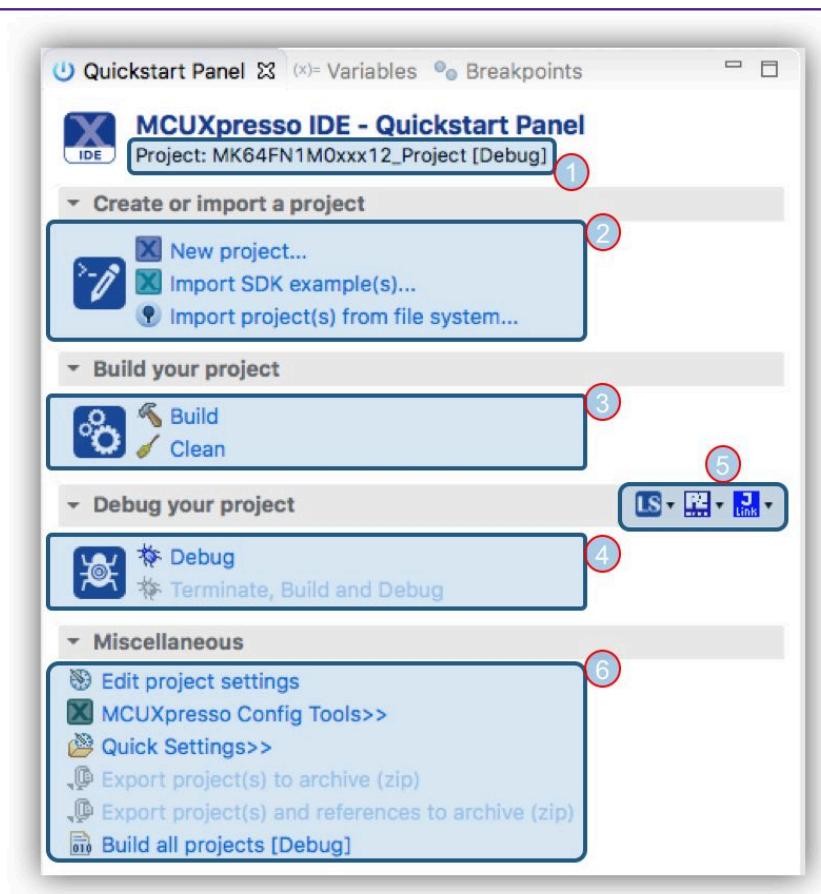 Quickstart Panel (x)= Variables Breakpoints
IDE
MCUXpresso IDE - Quickstart Panel
Project: MK64FN1M0xxx12_Project [Debug]
1
Create or import a project
2
New project...
Import SDK example(s)...
Import project(s) from file system...
Build your project
3
Build
Clean
5
Debug your project
LS PE J Link
4
Debug
Terminate, Build and Debug
Miscellaneous
6
Edit project settings
MCUXpresso Config Tools>>
Quick Settings>>
Export project(s) to archive (zip)
Export project(s) and references to archive (zip)
010 Build all projects [Debug]